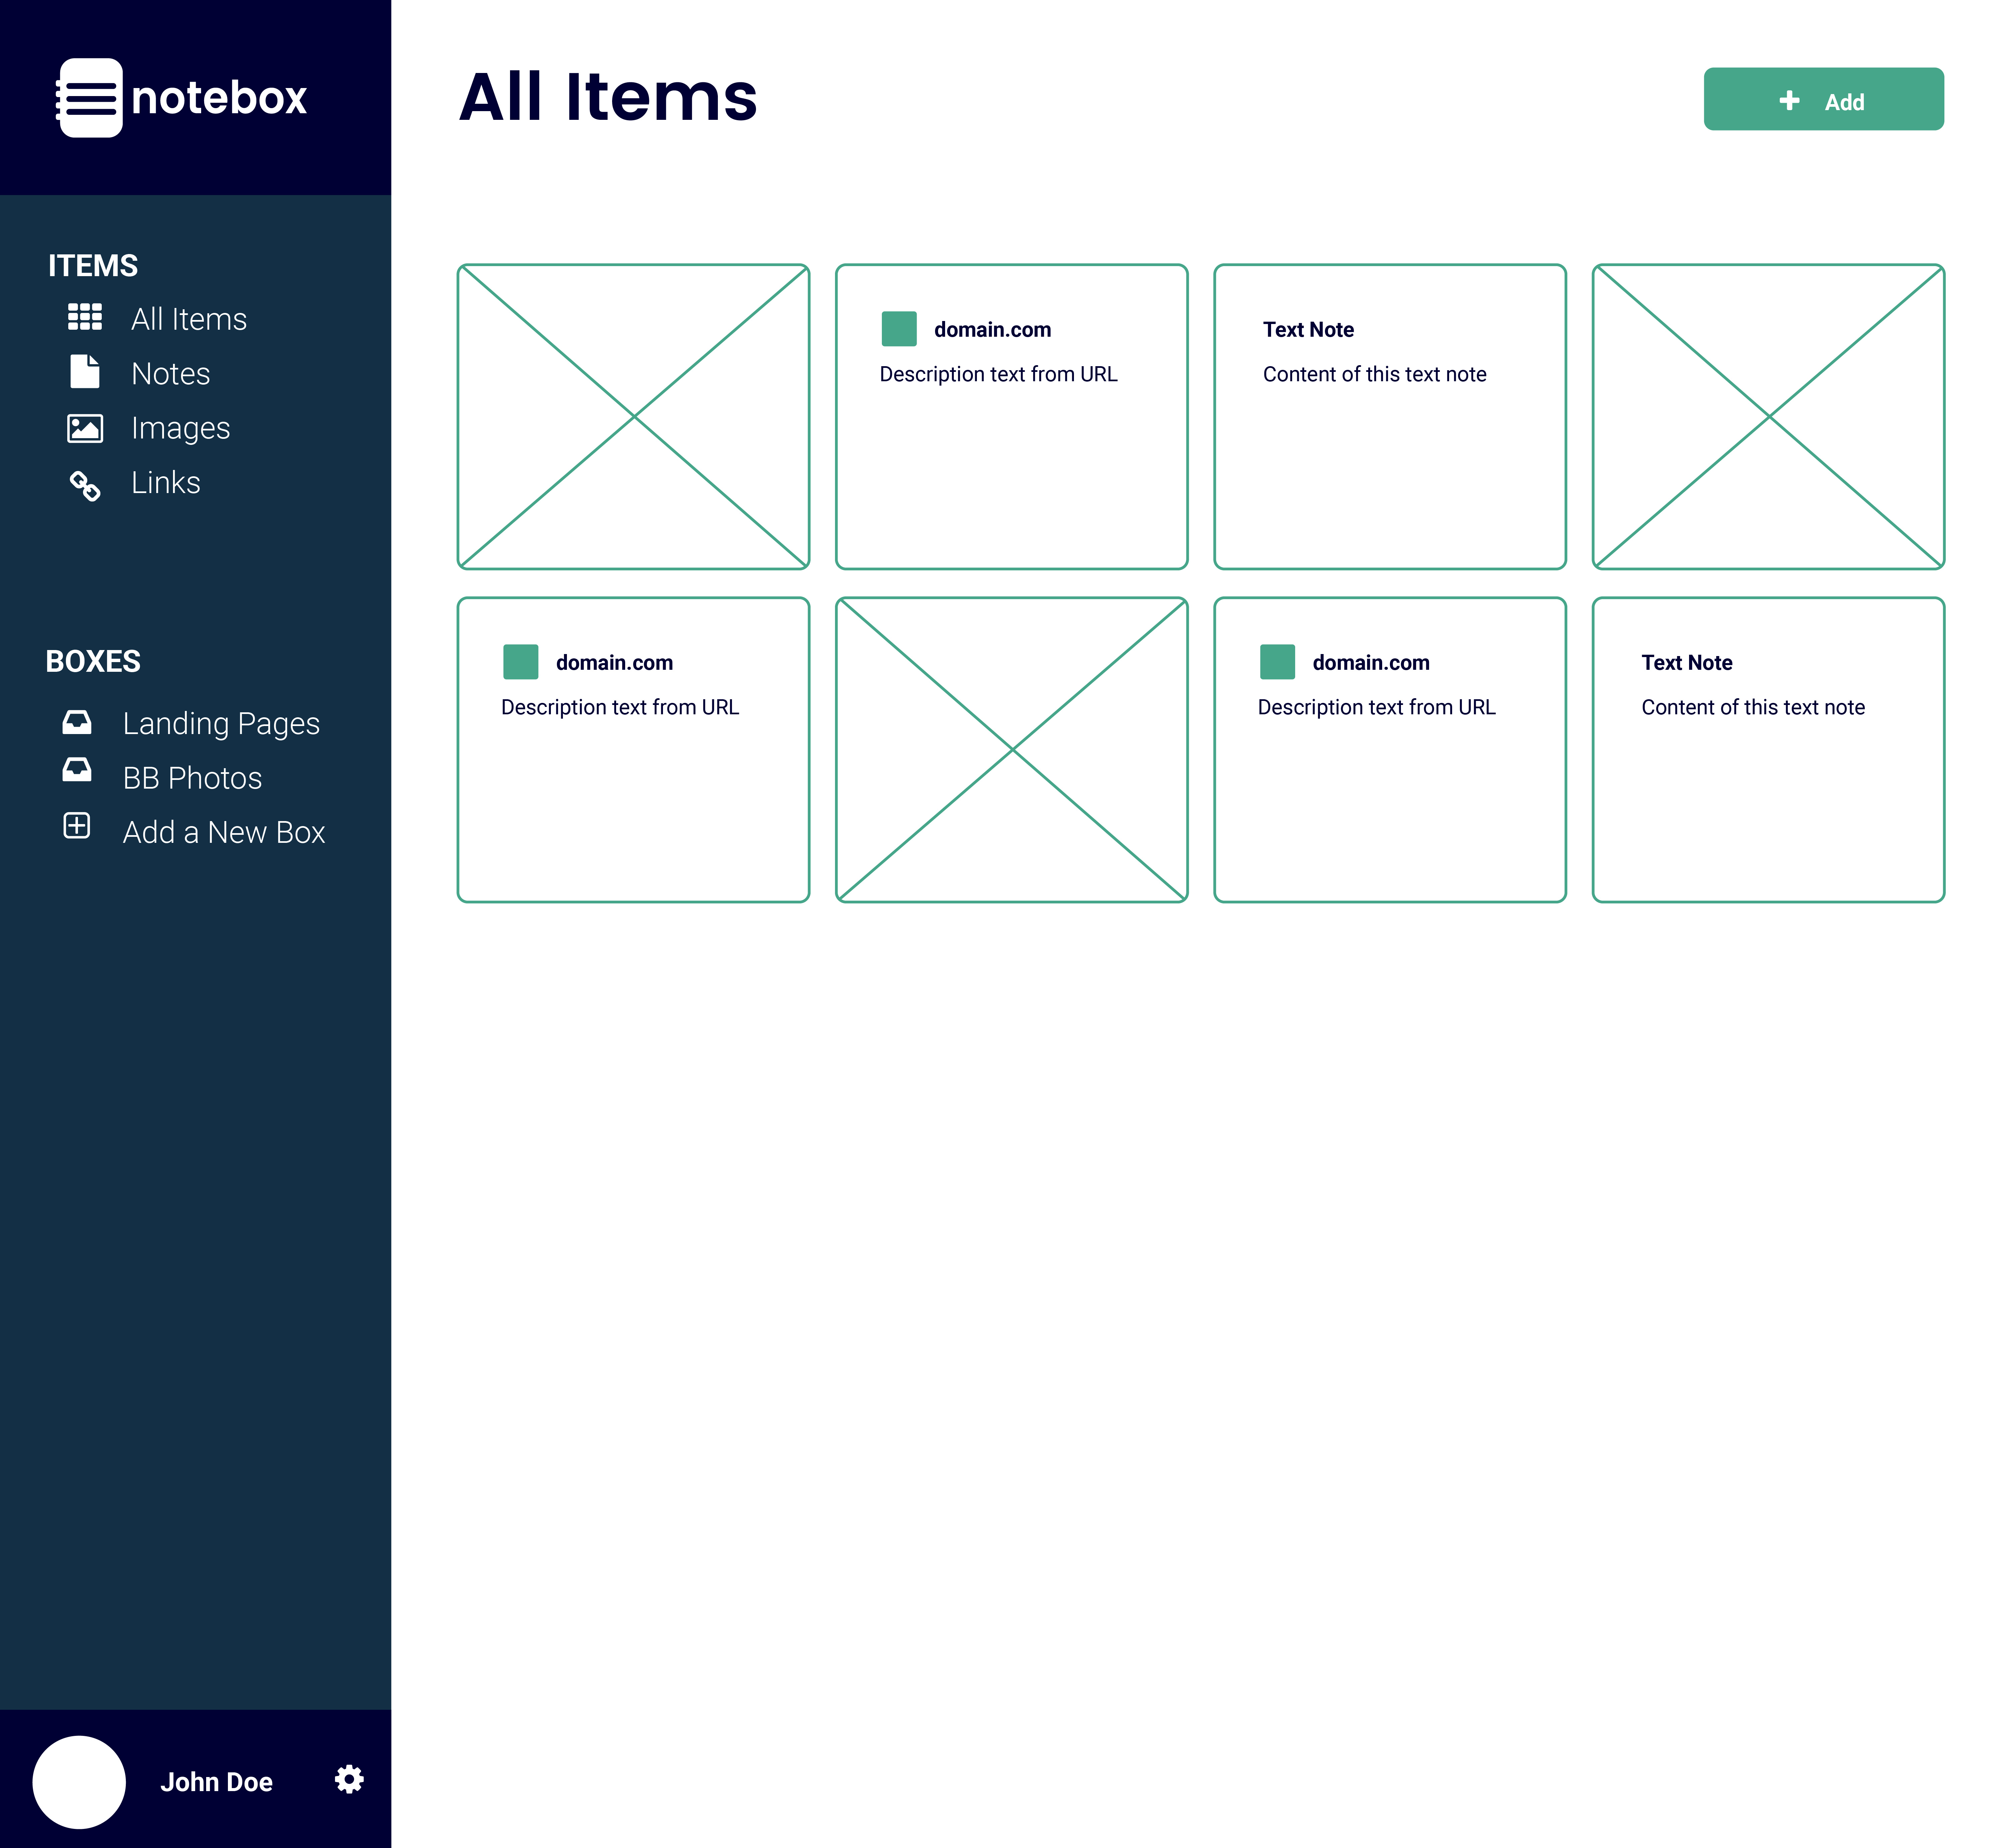 notebox
ITEMS
All Items
Notes
Images
Links
BOXES
Landing Pages
BB Photos
Add a New Box
John Doe
All Items
Add
domain.com
Description text from URL
Text Note
Content of this text note
domain.com
Description text from URL
domain.com
Description text from URL
Text Note
Content of this text note